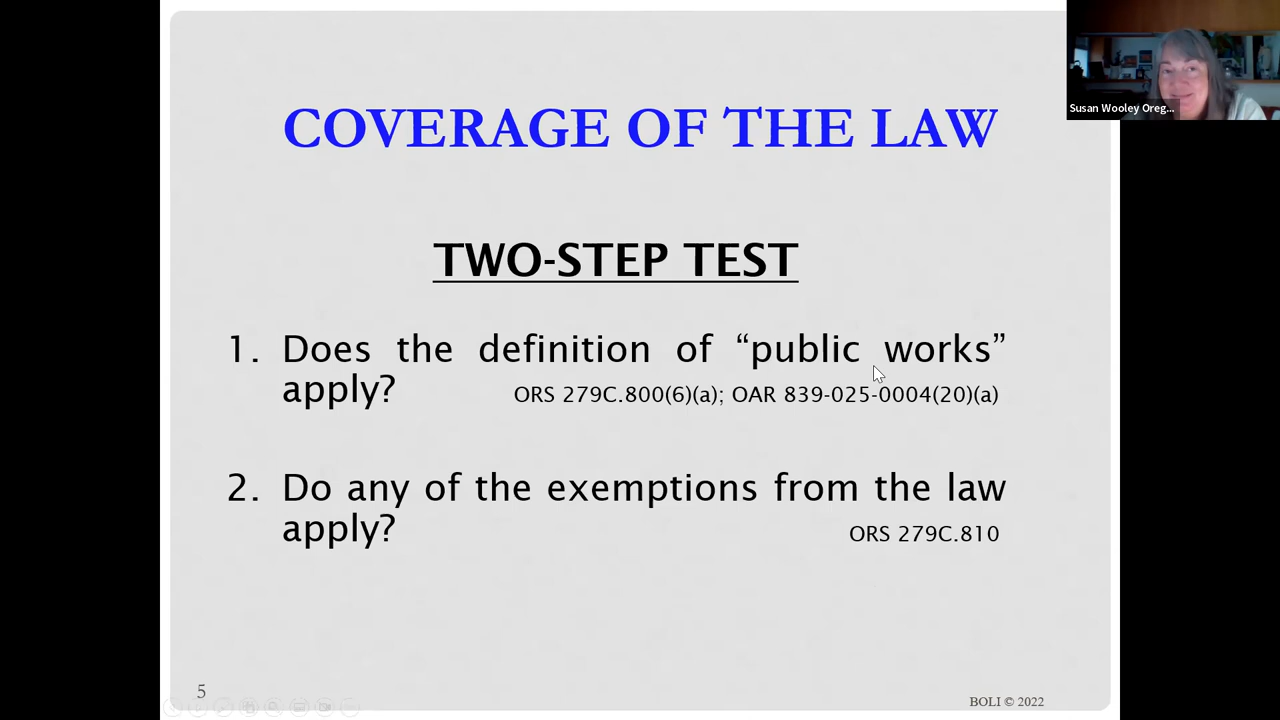 COVERAGE OF THE LAW
Susan Wooley Oreg...
TWO-STEP TEST
1. Does the definition of “public works”
apply? ORS 279C.800(6)(a); OAR 839-025-0004(20)(a)
2. Do any of the exemptions from the law
apply? ORS 279C.810
5
BOLI © 2022